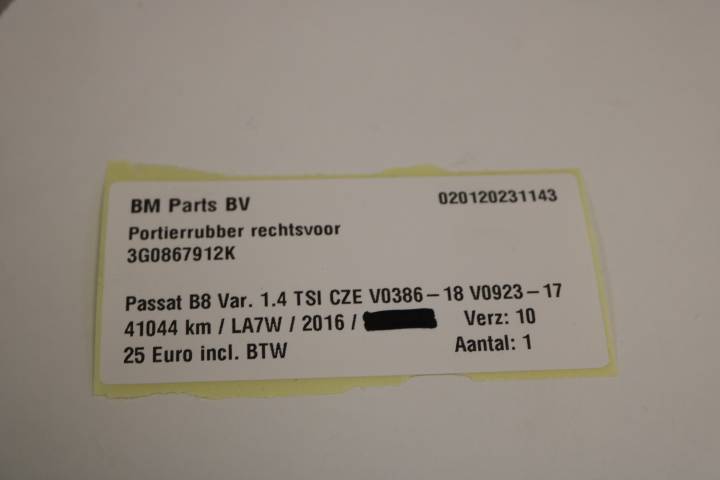 BM Parts BV 020120231143
Portierrubber rechtsvoor
3G0867912K
Passat B8 Var. 1.4 TSI CZE V0386-18 V0923-17
41044 km / LA7W / 2016 / Verz: 10
25 Euro incl. BTW Aantal: 1